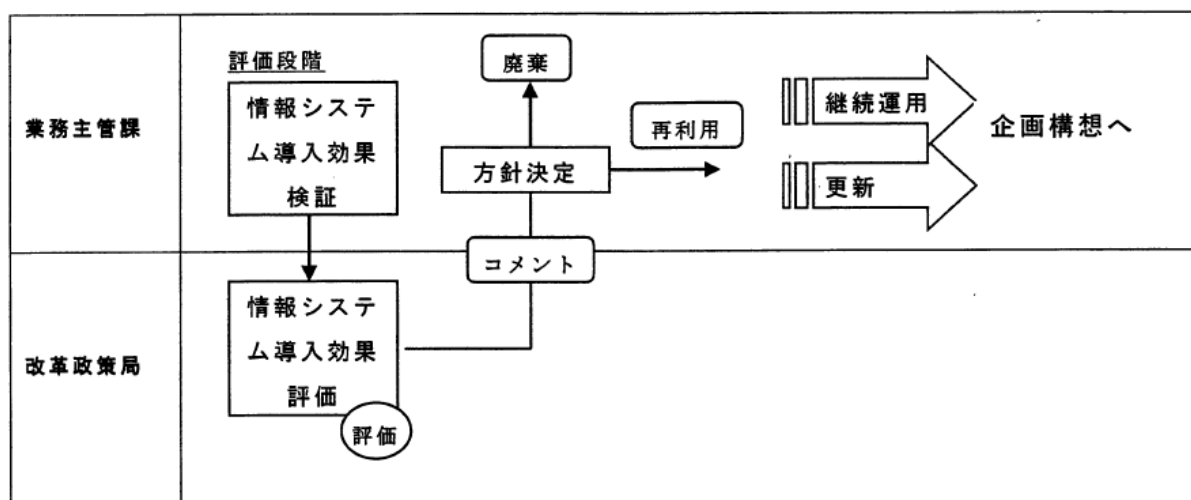 業務主管課
評価段階
情報システ
ム導入効果
検証
廃棄
方針決定
再利用
継続運用
更新
企画構想へ
コメント
改革政策局
情報システ
ム導入効果
評価
評価